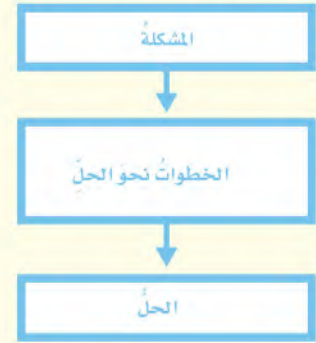 المشكلةُ
الخطواتُ نحوَ الحلِّ
الحلُّ